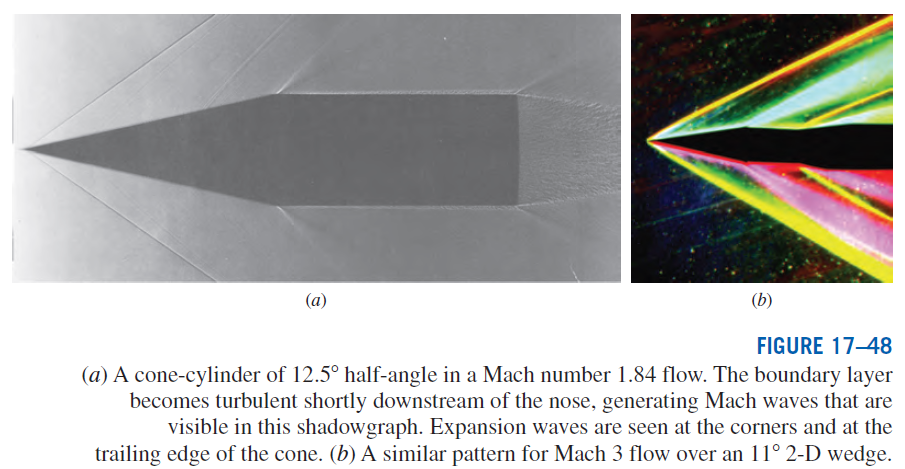 (a)
(b)
FIGURE 17–48
(a) A cone-cylinder of 12.5° half-angle in a Mach number 1.84 flow. The boundary layer
becomes turbulent shortly downstream of the nose, generating Mach waves that are
visible in this shadowgraph. Expansion waves are seen at the corners and at the
trailing edge of the cone. (b) A similar pattern for Mach 3 flow over an 11° 2-D wedge.